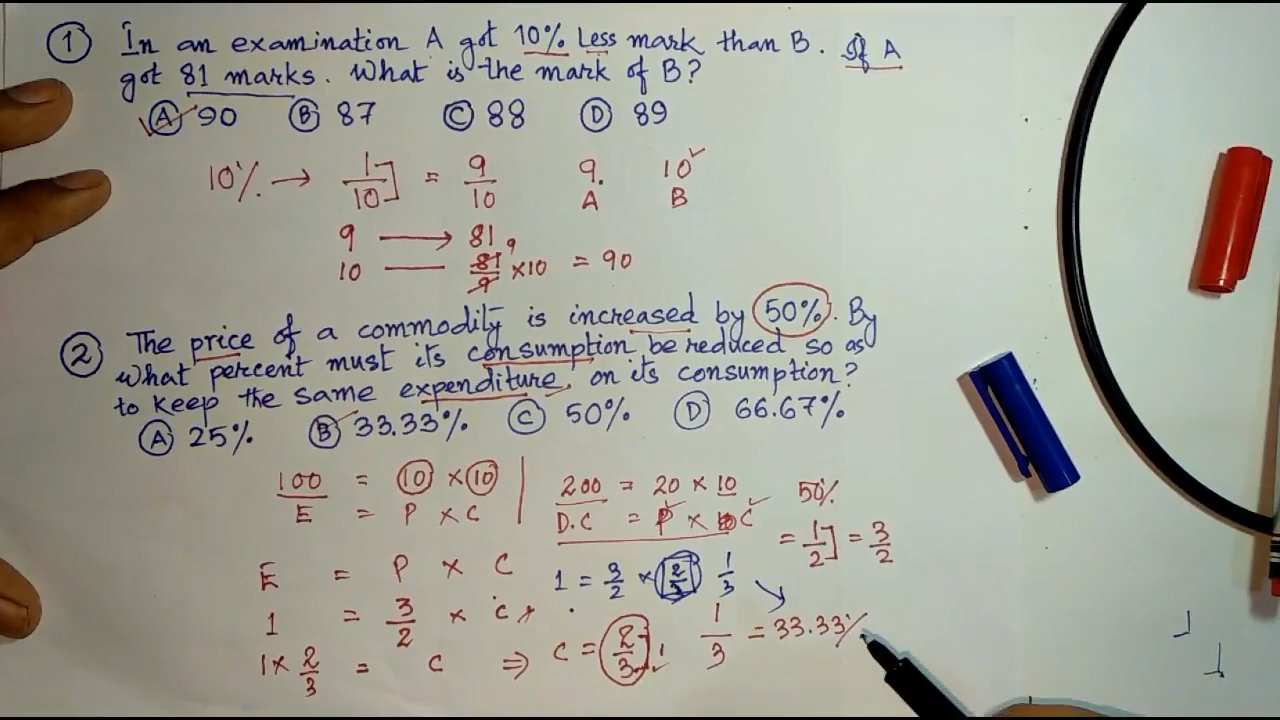 ① In an examination A got 10% Less mark than B. If A
got 81 marks. What is the mark of B?
Ⓐ 90 Ⓑ 87 Ⓒ 88 Ⓓ 89
10% → 1/10 = 9/10 9 10
A B
9 → 81
10 — 81/9 9 ×10 = 90
② The price of a commodity is increased by 50%. By
what percent must its consumption be reduced so as
to keep the same expenditure, on its consumption?
Ⓐ 25% Ⓑ 33.33% Ⓒ 50% Ⓓ 66.67%
100 = 10 × 10
E = P × C
200 = 20 × 10
D.C = P × C
50%
= 1/2 = 3/2
E = P × C
1 = 3/2 × C
1 × 2/3 = C ⇒ C = 2/3
1 = 3/2 × 2/3 1/3
1/3 = 33.33%